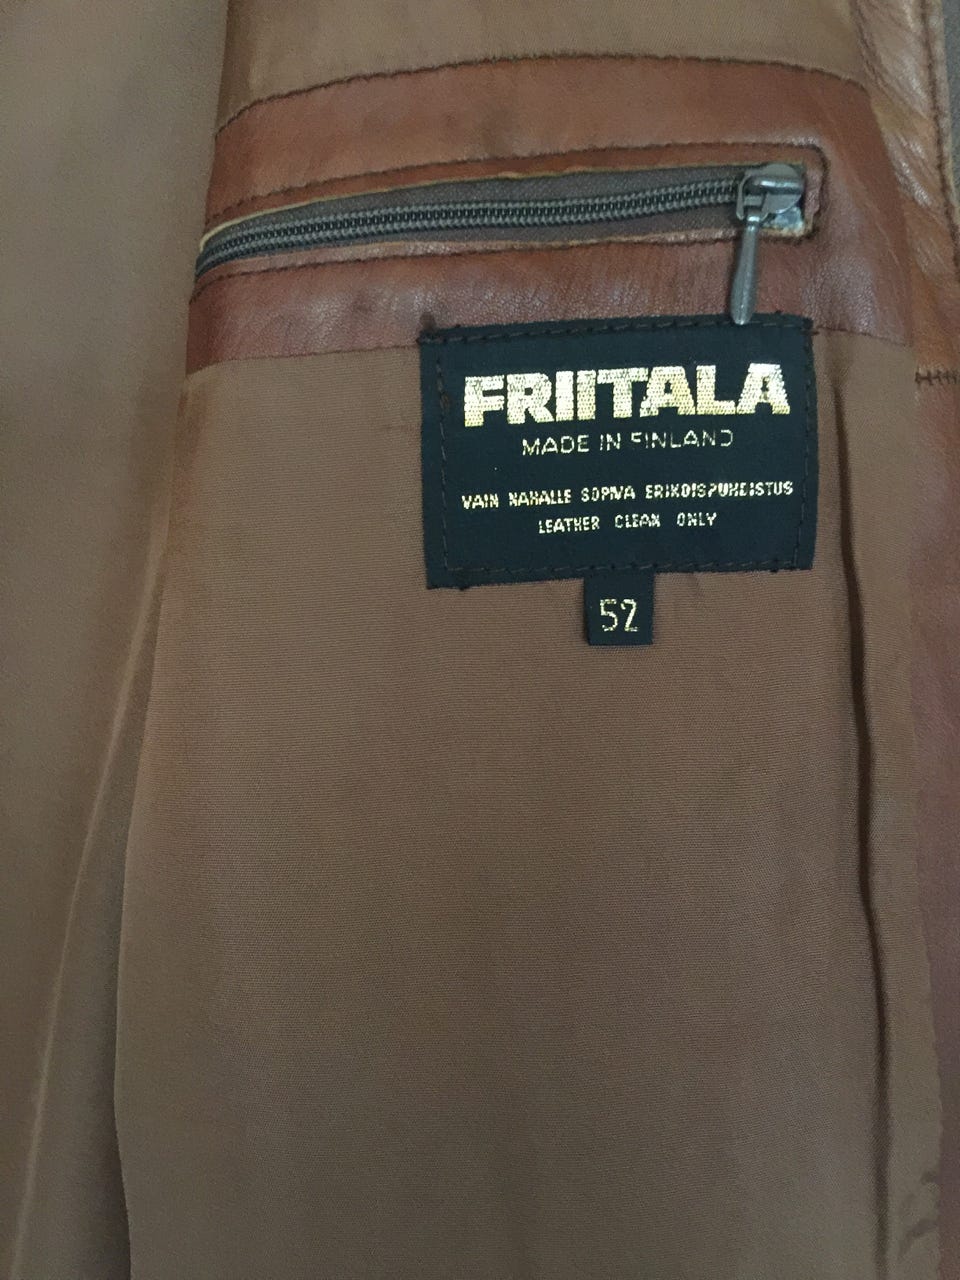 FRIITALA
MADE IN FINLAND
VAIN NAHALLE SOPIVA ERIKOISPUHDISTUS
LEATHER CLEAN ONLY
52